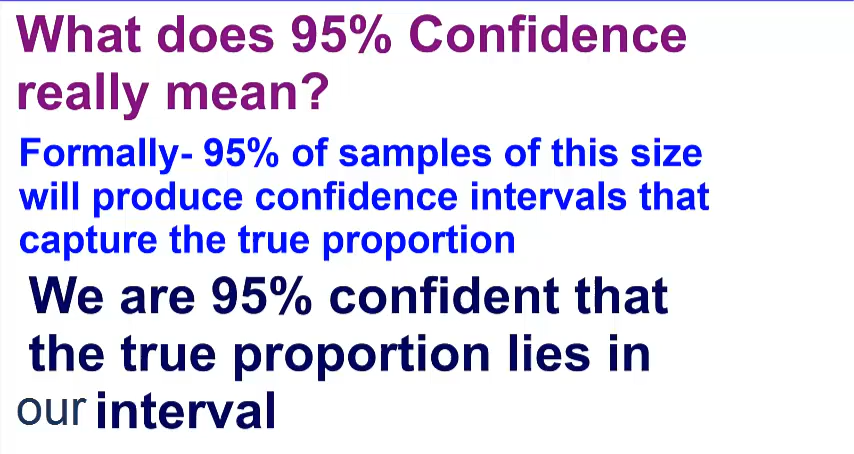 What does 95% Confidence
really mean?
Formally- 95% of samples of this size
will produce confidence intervals that
capture the true proportion
We are 95% confident that
the true proportion lies in
our interval